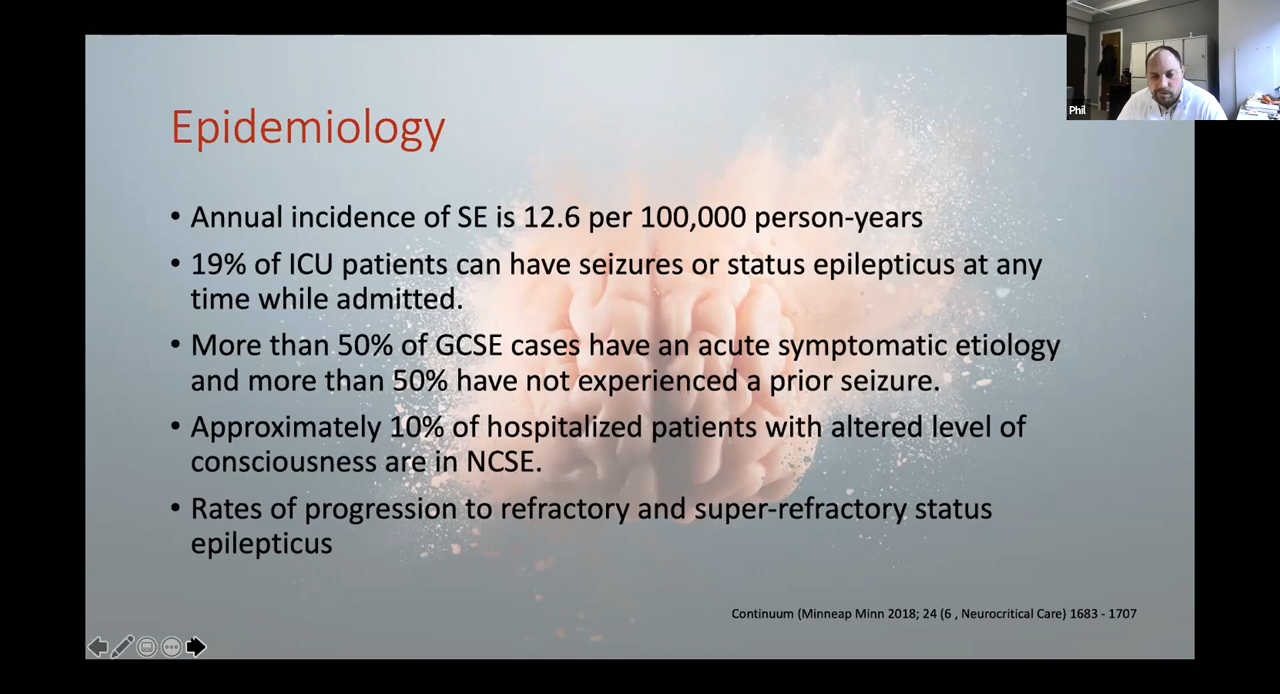 Phil
Epidemiology
• Annual incidence of SE is 12.6 per 100,000 person-years
• 19% of ICU patients can have seizures or status epilepticus at any
time while admitted.
• More than 50% of GCSE cases have an acute symptomatic etiology
and more than 50% have not experienced a prior seizure.
• Approximately 10% of hospitalized patients with altered level of
consciousness are in NCSE.
• Rates of progression to refractory and super-refractory status
epilepticus
Continuum (Minneap Minn 2018; 24 (6 , Neurocritical Care) 1683 - 1707